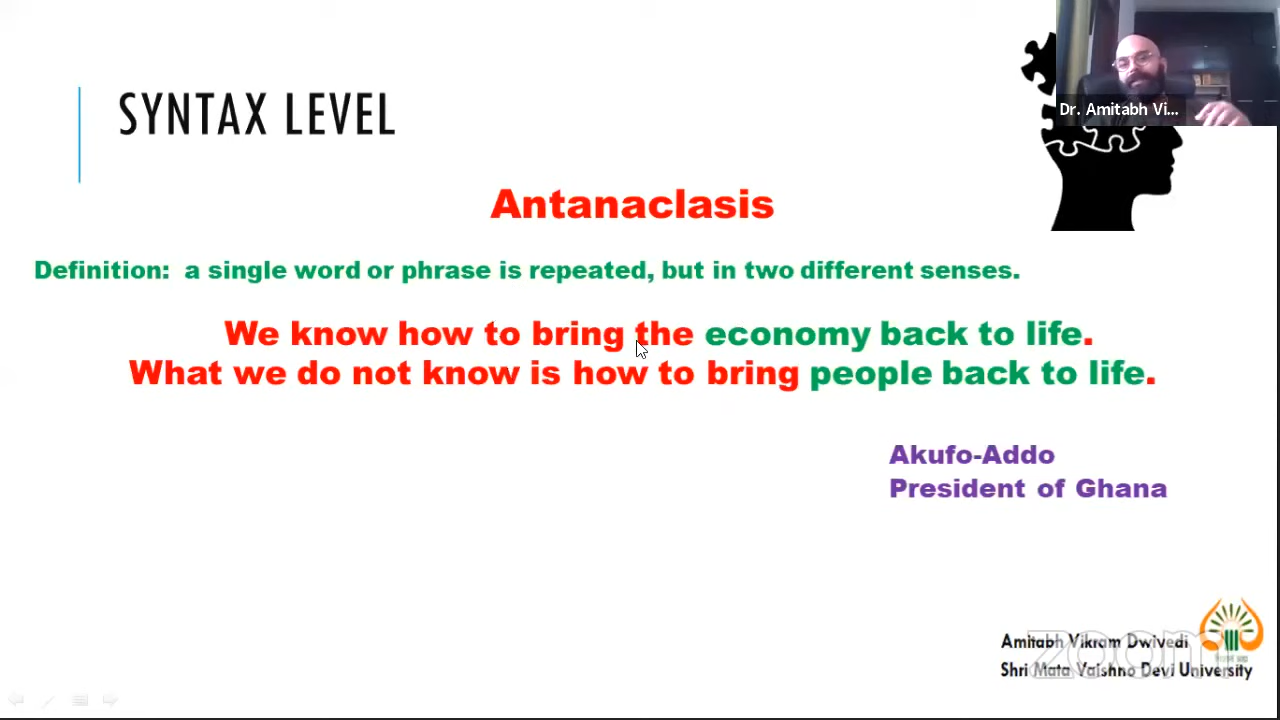 SYNTAX LEVEL
Dr. Amitabh Vi...
Antanaclasis
Definition: a single word or phrase is repeated, but in two different senses.
We know how to bring the economy back to life.
What we do not know is how to bring people back to life.
Akufo-Addo
President of Ghana
Amitabh Vikram Dwivedi
zoom
Shri Mata Vaishno Devi University